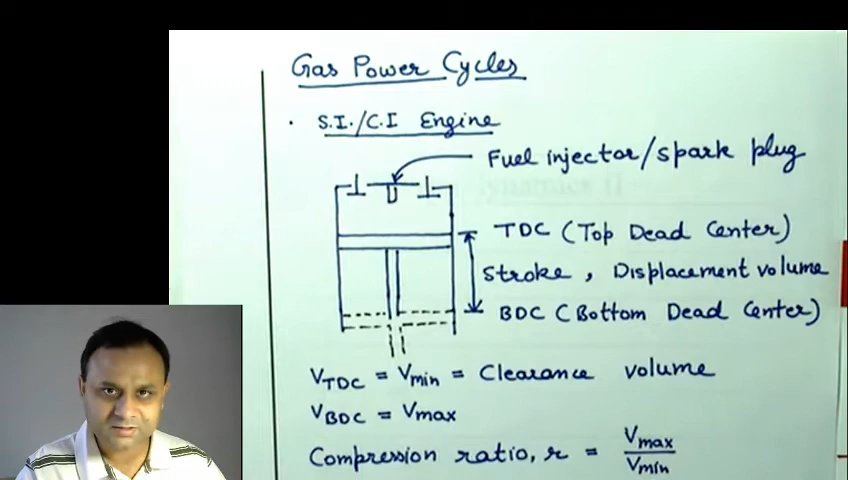 Gas Power Cycles
· S.I./C.I Engine
Fuel injector/spark plug
TDC (Top Dead Center)
Stroke, Displacement volume
BDC (Bottom Dead Center)
V_TDC = V_min = Clearance volume
V_BDC = V_max
Compression ratio, r = V_max / V_min